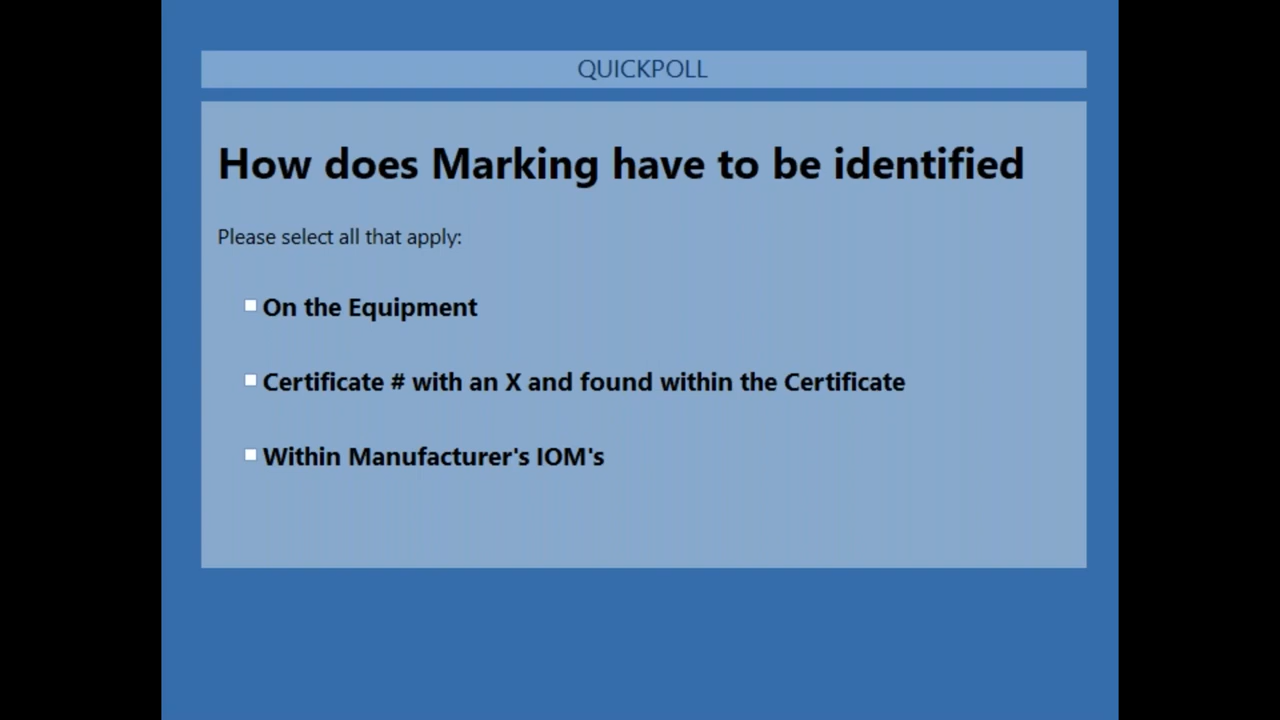 QUICKPOLL
How does Marking have to be identified
Please select all that apply:
On the Equipment
Certificate # with an X and found within the Certificate
Within Manufacturer's IOM's